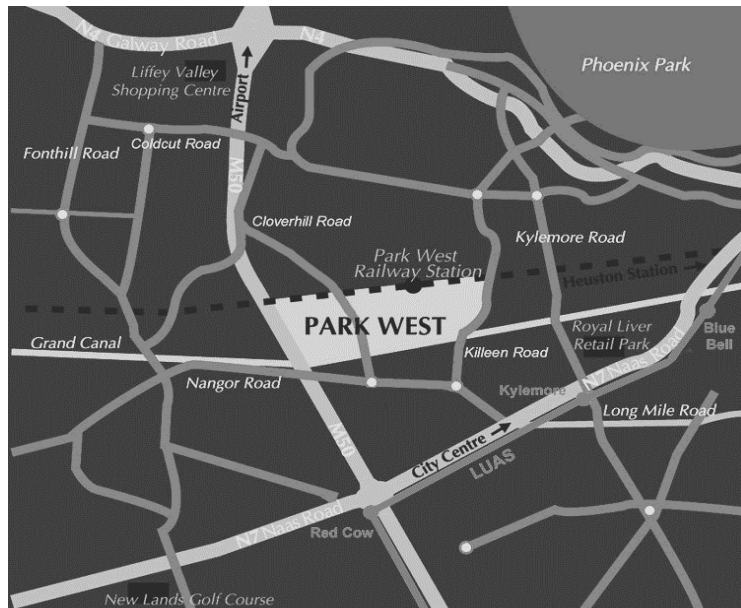 N4 Galway Road
N4
Phoenix Park
Liffey Valley
Shopping Centre
Airport
Coldcut Road
Fonthill Road
M50
Cloverhill Road
Kylemore Road
Park West
Railway Station
Heuston Station
PARK WEST
Grand Canal
Royal Liver
Retail Park
Blue
Bell
Killeen Road
Nangor Road
Kylemore
N7 Naas Road
Long Mile Road
M50
City Centre
LUAS
N7 Naas Road
Red Cow
New Lands Golf Course